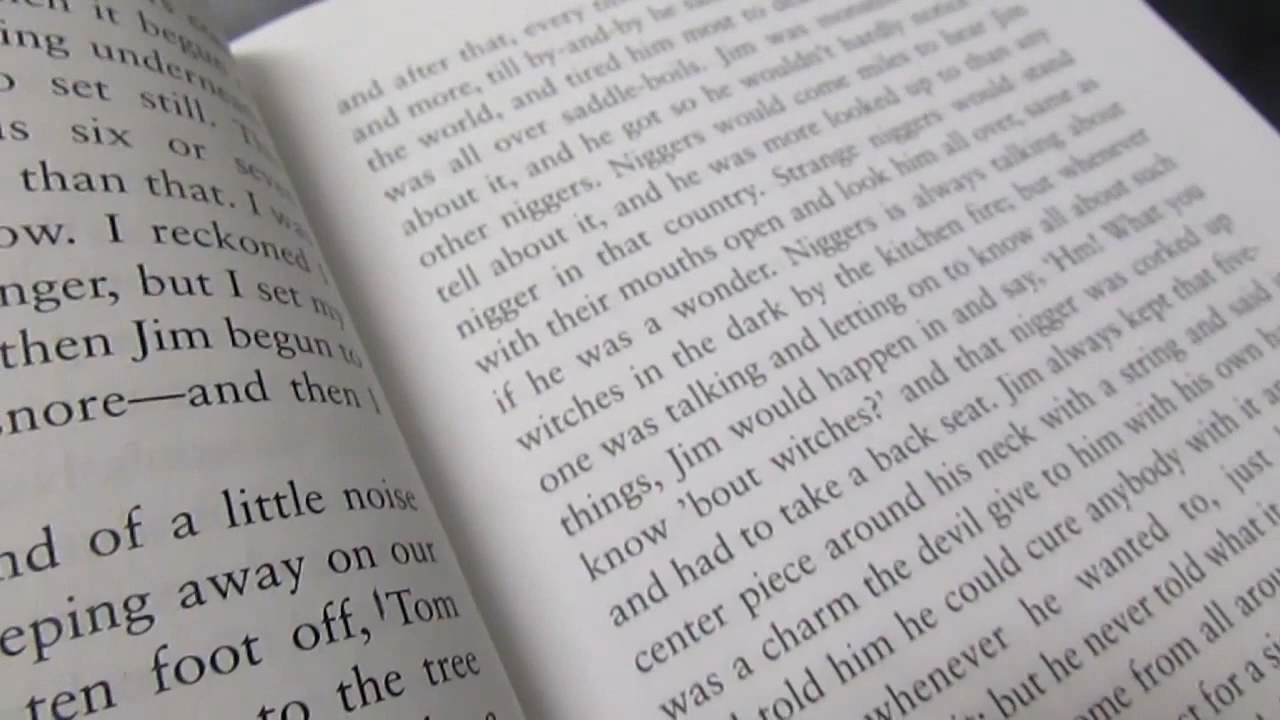 it begun
ing undernea
set still.
is six or seve
than that. I was
ow. I reckoned I
nger, but I set my
then Jim begun to
snore—and then I
nd of a little noise
eping away on our
ten foot off, 'Tom
to the tree
and after that, every
and more, till by-and-by he
the world, and tired him most to
was all over saddle-boils. Jim was
about it, and he got so he wouldn't hardly notice
other niggers. Niggers would come miles to hear Jim
tell about it, and he was more looked up to than any
nigger in that country. Strange niggers would stand
with their mouths open and look him all over, same as
if he was a wonder. Niggers is always talking about
witches in the dark by the kitchen fire; but whenever
one was talking and letting on to know all about such
things, Jim would happen in and say, 'Hm! What you
know 'bout witches?' and that nigger was corked up
and had to take a back seat. Jim always kept that five-
center piece around his neck with a string and said
was a charm the devil give to him with his own
told him he could cure anybody with it
whenever he wanted to, just
but he never told what
me from all arou
for a